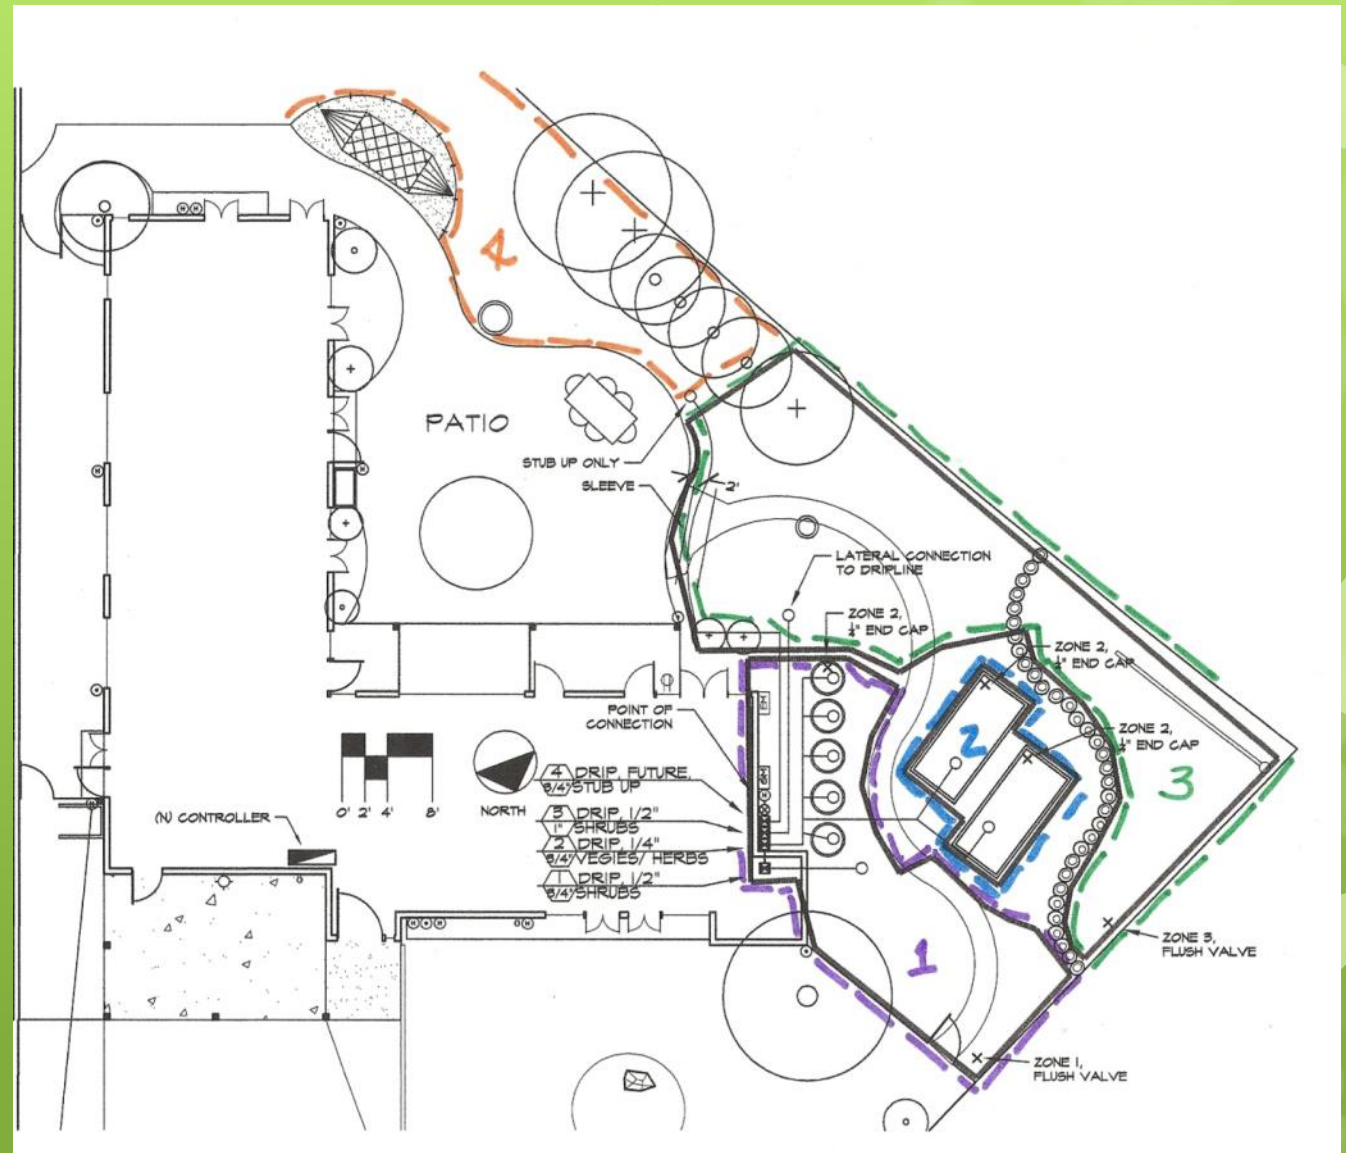 4
PATIO
STUB UP ONLY
SLEEVE
2'
LATERAL CONNECTION
TO DRIPLINE
ZONE 2,
½" END CAP
ZONE 2,
½" END CAP
ZONE 2,
½" END CAP
2
3
POINT OF
CONNECTION
4 DRIP, FUTURE,
3/4" STUB UP
3 DRIP, 1/2"
1" SHRUBS
2 DRIP, 1/4"
3/4" VEGIES/ HERBS
1 DRIP, 1/2"
3/4" SHRUBS
0' 2' 4' 8'
NORTH
(N) CONTROLLER
1
ZONE 3,
FLUSH VALVE
ZONE 1,
FLUSH VALVE